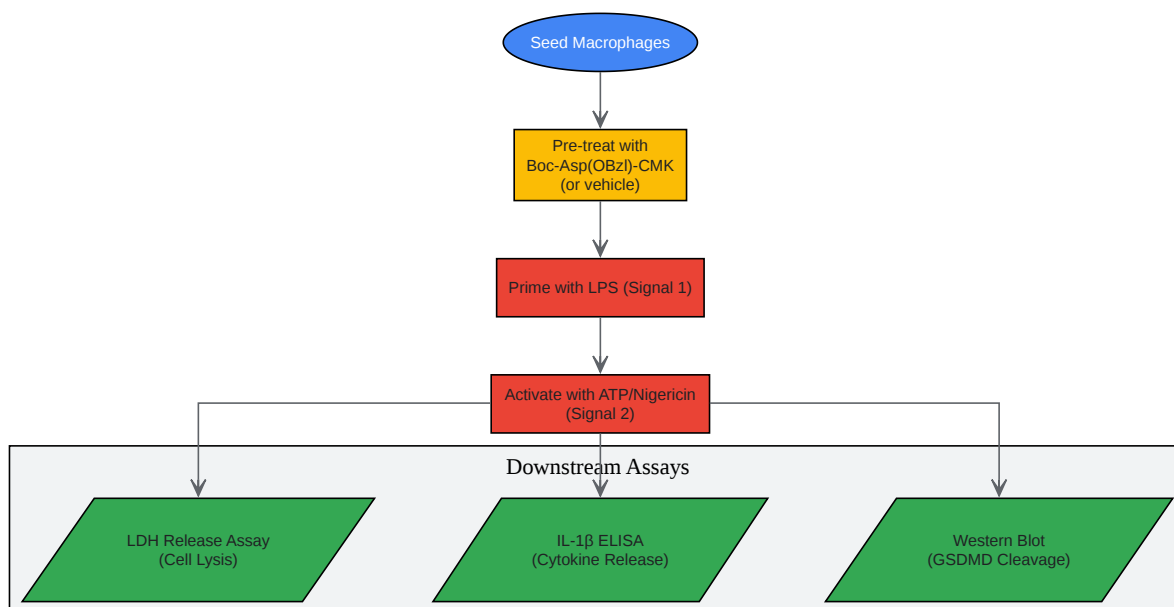 Seed Macrophages
Pre-treat with
Boc-Asp(OBzl)-CMK
(or vehicle)
Prime with LPS (Signal 1)
Activate with ATP/Nigericin
(Signal 2)
Downstream Assays
LDH Release Assay
(Cell Lysis)
IL-1β ELISA
(Cytokine Release)
Western Blot
(GSDMD Cleavage)